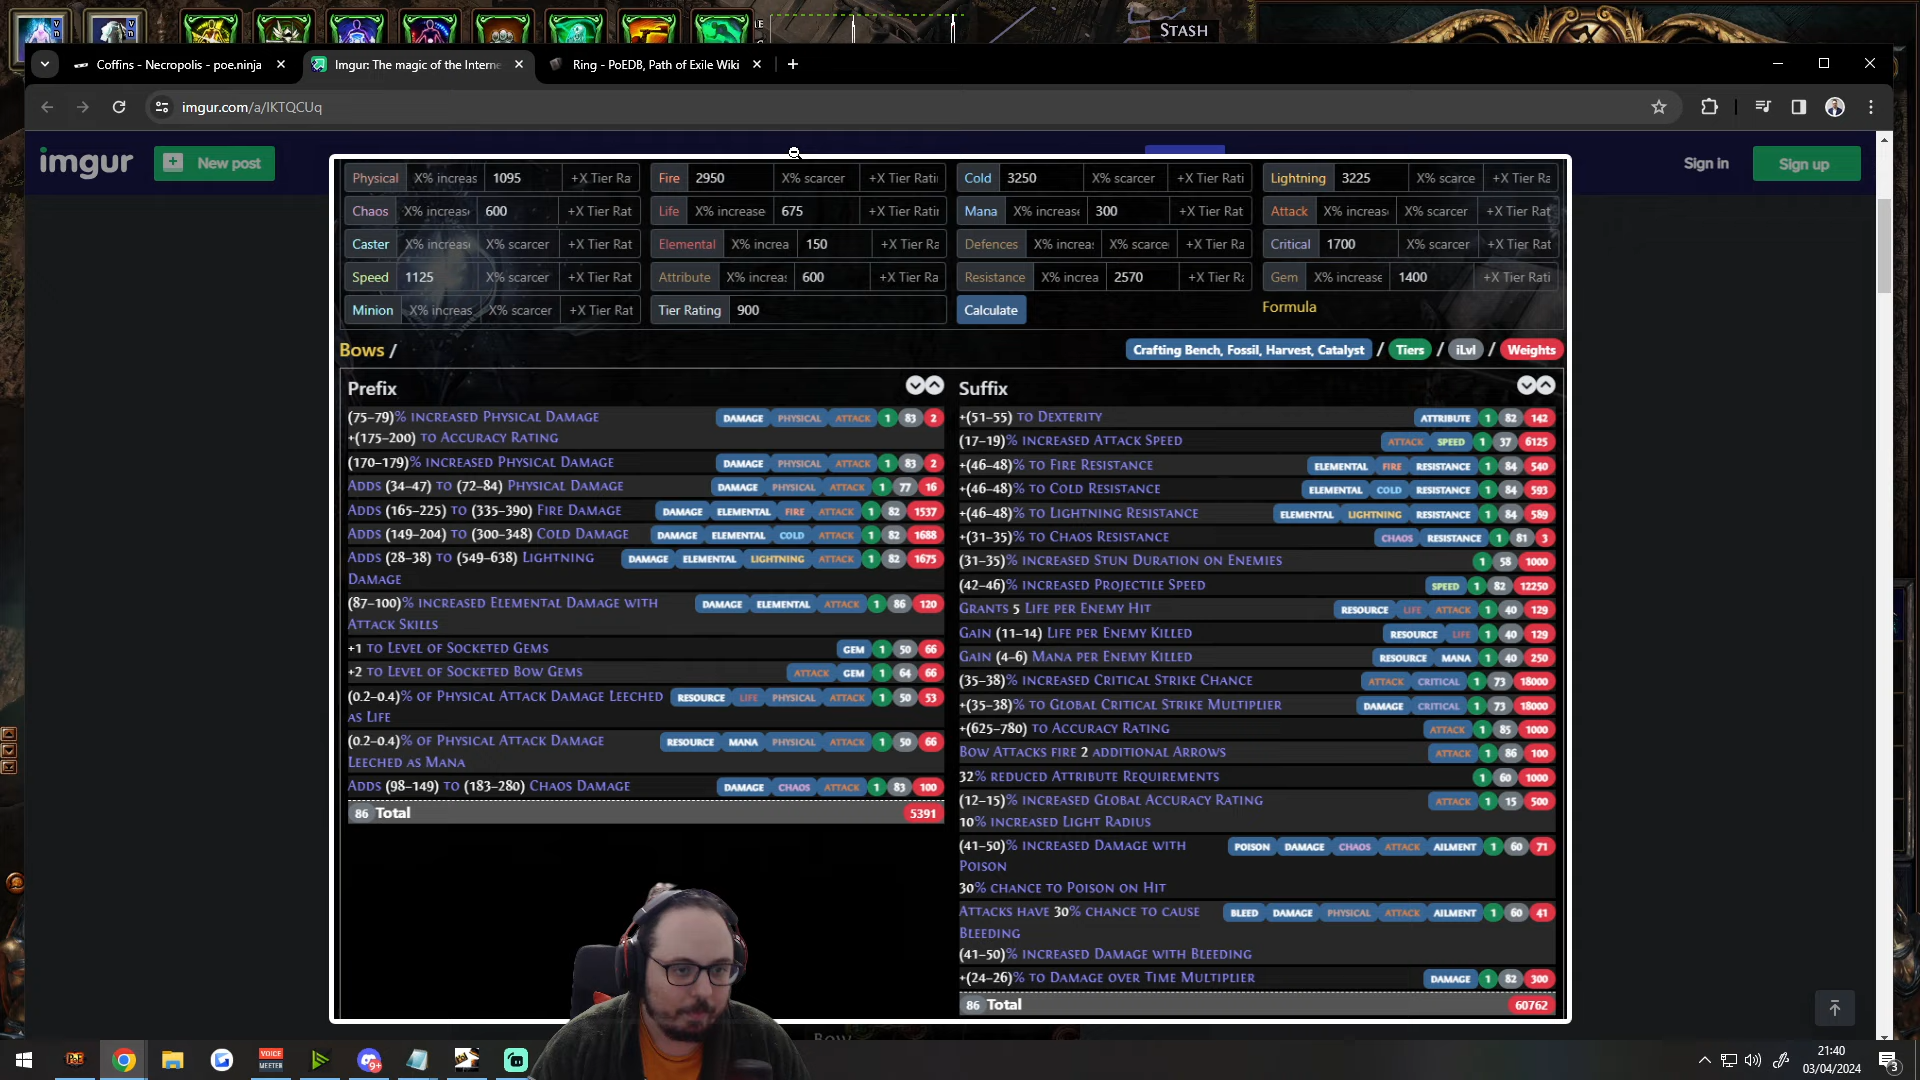 STASH
Coffins - Necropolis - poe.ninja
Imgur: The magic of the Interne
Ring - PoEDB, Path of Exile Wiki
imgur.com/a/IKTQCUq
imgur
New post
Sign in
Sign up
Physical X% increas 1095 +X Tier Ra
Fire 2950 X% scarcer +X Tier Rati
Cold 3250 X% scarcer +X Tier Rati
Lightning 3225 X% scarce +X Tier Ra
Chaos X% increas 600 +X Tier Rat
Life X% increase 675 +X Tier Ratir
Mana X% increase 300 +X Tier Rat
Attack X% increas X% scarcer +X Tier Rat
Caster X% increas X% scarcer +X Tier Rat
Elemental X% increa 150 +X Tier Ra
Defences X% increa: X% scarce +X Tier Ra
Critical 1700 X% scarcer +X Tier Rat
Speed 1125 X% scarcer +X Tier Rat
Attribute X% increas 600 +X Tier Rat
Resistance X% increa 2570 +X Tier Ra
Gem X% increase 1400 +X Tier Rati
Minion X% increas X% scarcer +X Tier Rat
Tier Rating 900
Calculate
Formula
Bows /
Crafting Bench, Fossil, Harvest, Catalyst / Tiers / iLvl / Weights
Prefix
(75–79)% increased Physical Damage DAMAGE PHYSICAL ATTACK 1 83 2
+(175–200) to Accuracy Rating
(170–179)% increased Physical Damage DAMAGE PHYSICAL ATTACK 1 83 2
Adds (34–47) to (72–84) Physical Damage DAMAGE PHYSICAL ATTACK 1 77 16
Adds (165–225) to (335–390) Fire Damage DAMAGE ELEMENTAL FIRE ATTACK 1 82 1537
Adds (149–204) to (300–348) Cold Damage DAMAGE ELEMENTAL COLD ATTACK 1 82 1688
Adds (28–38) to (549–638) Lightning DAMAGE ELEMENTAL LIGHTNING ATTACK 1 82 1675
Damage
(87–100)% increased Elemental Damage with DAMAGE ELEMENTAL ATTACK 1 86 120
Attack Skills
+1 to Level of Socketed Gems GEM 1 50 66
+2 to Level of Socketed Bow Gems ATTACK GEM 1 64 66
(0.2–0.4)% of Physical Attack Damage Leeched RESOURCE LIFE PHYSICAL ATTACK 1 50 53
as Life
(0.2–0.4)% of Physical Attack Damage RESOURCE MANA PHYSICAL ATTACK 1 50 66
Leeched as Mana
Adds (98–149) to (183–280) Chaos Damage DAMAGE CHAOS ATTACK 1 83 100
86 Total 5391
Suffix
+(51–55) to Dexterity ATTRIBUTE 1 82 142
(17–19)% increased Attack Speed ATTACK SPEED 1 37 6125
+(46–48)% to Fire Resistance ELEMENTAL FIRE RESISTANCE 1 84 540
+(46–48)% to Cold Resistance ELEMENTAL COLD RESISTANCE 1 84 593
+(46–48)% to Lightning Resistance ELEMENTAL LIGHTNING RESISTANCE 1 84 589
+(31–35)% to Chaos Resistance CHAOS RESISTANCE 1 81 3
(31–35)% increased Stun Duration on Enemies 1 58 1000
(42–46)% increased Projectile Speed SPEED 1 82 12250
Grants 5 Life per Enemy Hit RESOURCE LIFE ATTACK 1 40 129
Gain (11–14) Life per Enemy Killed RESOURCE LIFE 1 40 129
Gain (4–6) Mana per Enemy Killed RESOURCE MANA 1 40 250
(35–38)% increased Critical Strike Chance ATTACK CRITICAL 1 73 18000
+(35–38)% to Global Critical Strike Multiplier DAMAGE CRITICAL 1 73 18000
+(625–780) to Accuracy Rating ATTACK 1 85 1000
Bow Attacks fire 2 additional Arrows ATTACK 1 86 100
32% reduced Attribute Requirements 1 60 1000
(12–15)% increased Global Accuracy Rating ATTACK 1 15 500
10% increased Light Radius
(41–50)% increased Damage with POISON DAMAGE CHAOS ATTACK AILMENT 1 60 71
Poison
30% chance to Poison on Hit
Attacks have 30% chance to cause BLEED DAMAGE PHYSICAL ATTACK AILMENT 1 60 41
Bleeding
(41–50)% increased Damage with Bleeding
+(24–26)% to Damage over Time Multiplier DAMAGE 1 82 300
86 Total 60762
Bow
VOICE
MEETER
9+
21:40
03/04/2024
3